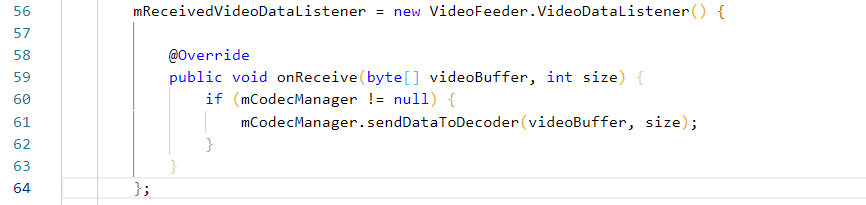 56 mReceivedVideoDataListener = new VideoFeeder.VideoDataListener() {
57
58 @Override
59 public void onReceive(byte[] videoBuffer, int size) {
60 if (mCodecManager != null) {
61 mCodecManager.sendDataToDecoder(videoBuffer, size);
62 }
63 }
64 };